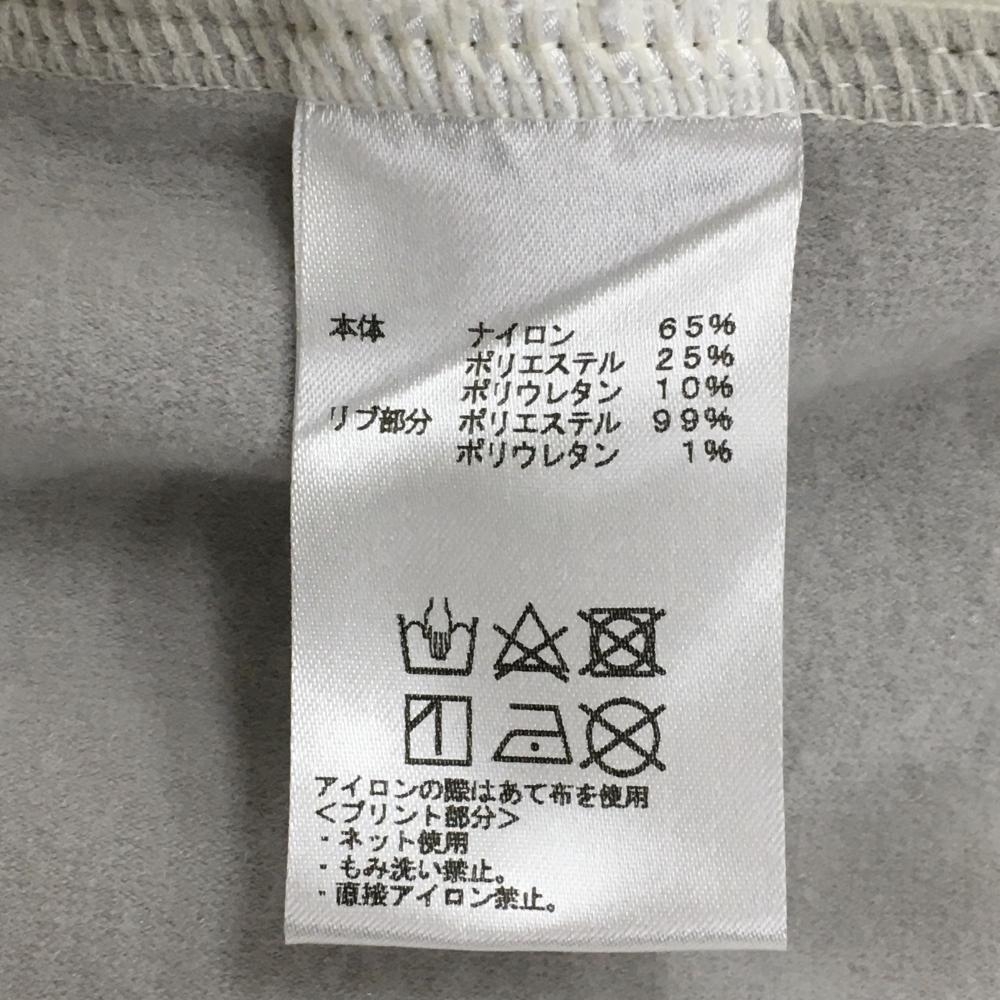 本体 ナイロン 65%
ポリエステル 25%
ポリウレタン 10%
リブ部分 ポリエステル 99%
ポリウレタン 1%
アイロンの際はあて布を使用
<プリント部分>
・ネット使用
・もみ洗い禁止。
・直接アイロン禁止。